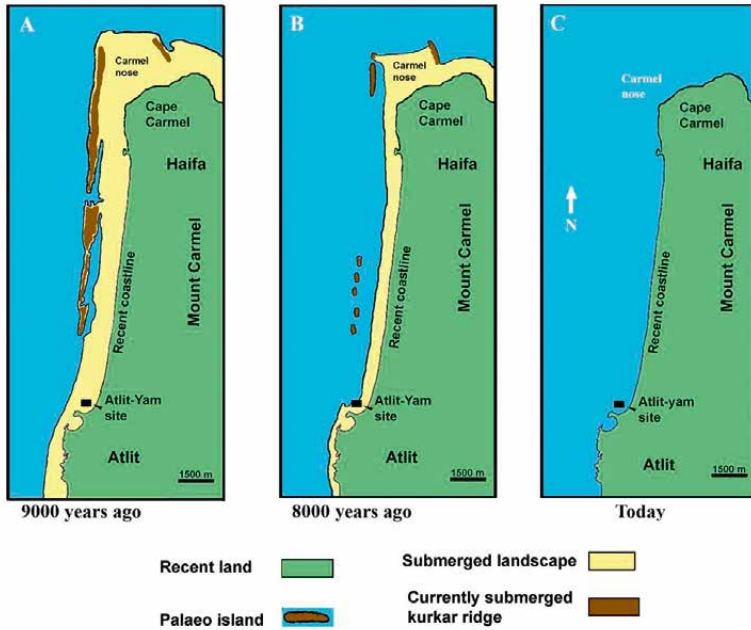 A
Carmel
nose
Cape
Carmel
Haifa
Mount Carmel
Recent coastline
Atlit-Yam
site
Atlit
1500 m
9000 years ago
B
Carmel
nose
Cape
Carmel
Haifa
Mount Carmel
Recent coastline
Atlit-Yam
site
Atlit
1500 m
8000 years ago
C
Carmel
nose
Cape
Carmel
Haifa
N
Mount Carmel
Recent coastline
Atlit-yam
site
Atlit
1500 m
Today
Recent land
Submerged landscape
Palaeo island
Currently submerged
kurkar ridge